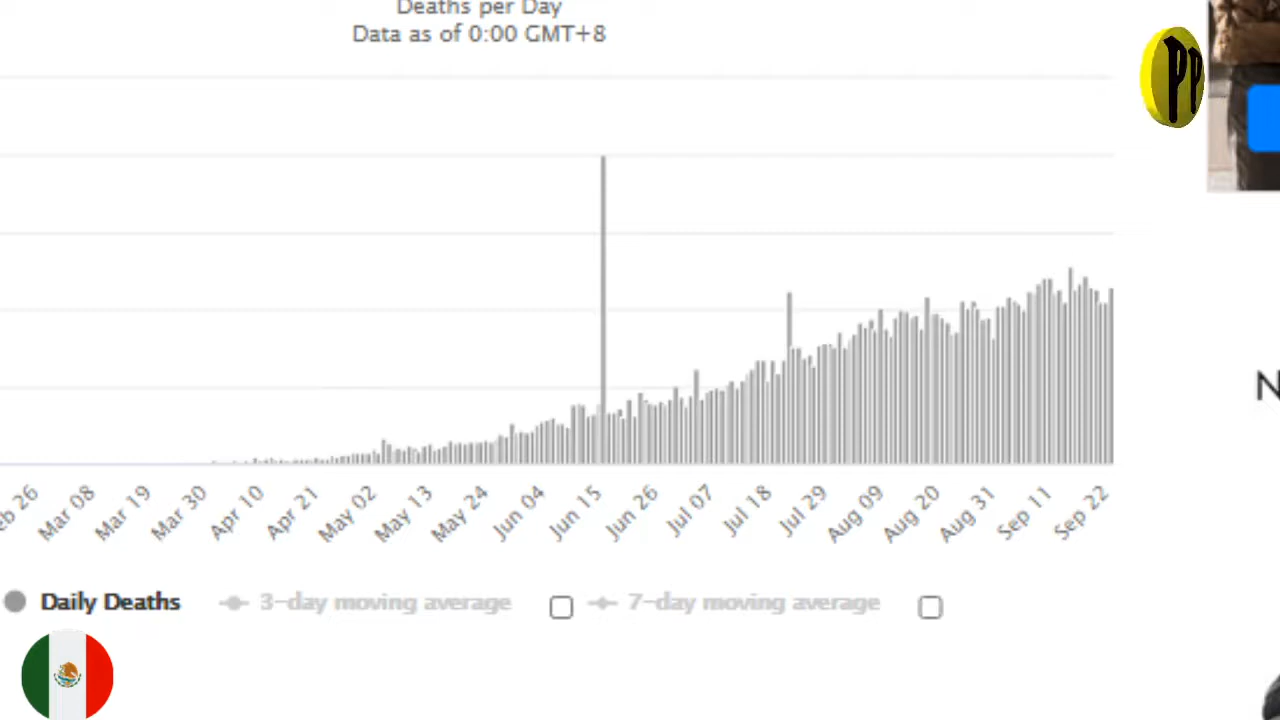 Deaths per Day
Data as of 0:00 GMT+8
PP
N
Mar 08
Mar 19
Mar 30
Apr 10
Apr 21
May 02
May 13
May 24
Jun 04
Jun 15
Jun 26
Jul 07
Jul 18
Jul 29
Aug 09
Aug 20
Aug 31
Sep 11
Sep 22
Daily Deaths
3-day moving average
7-day moving average